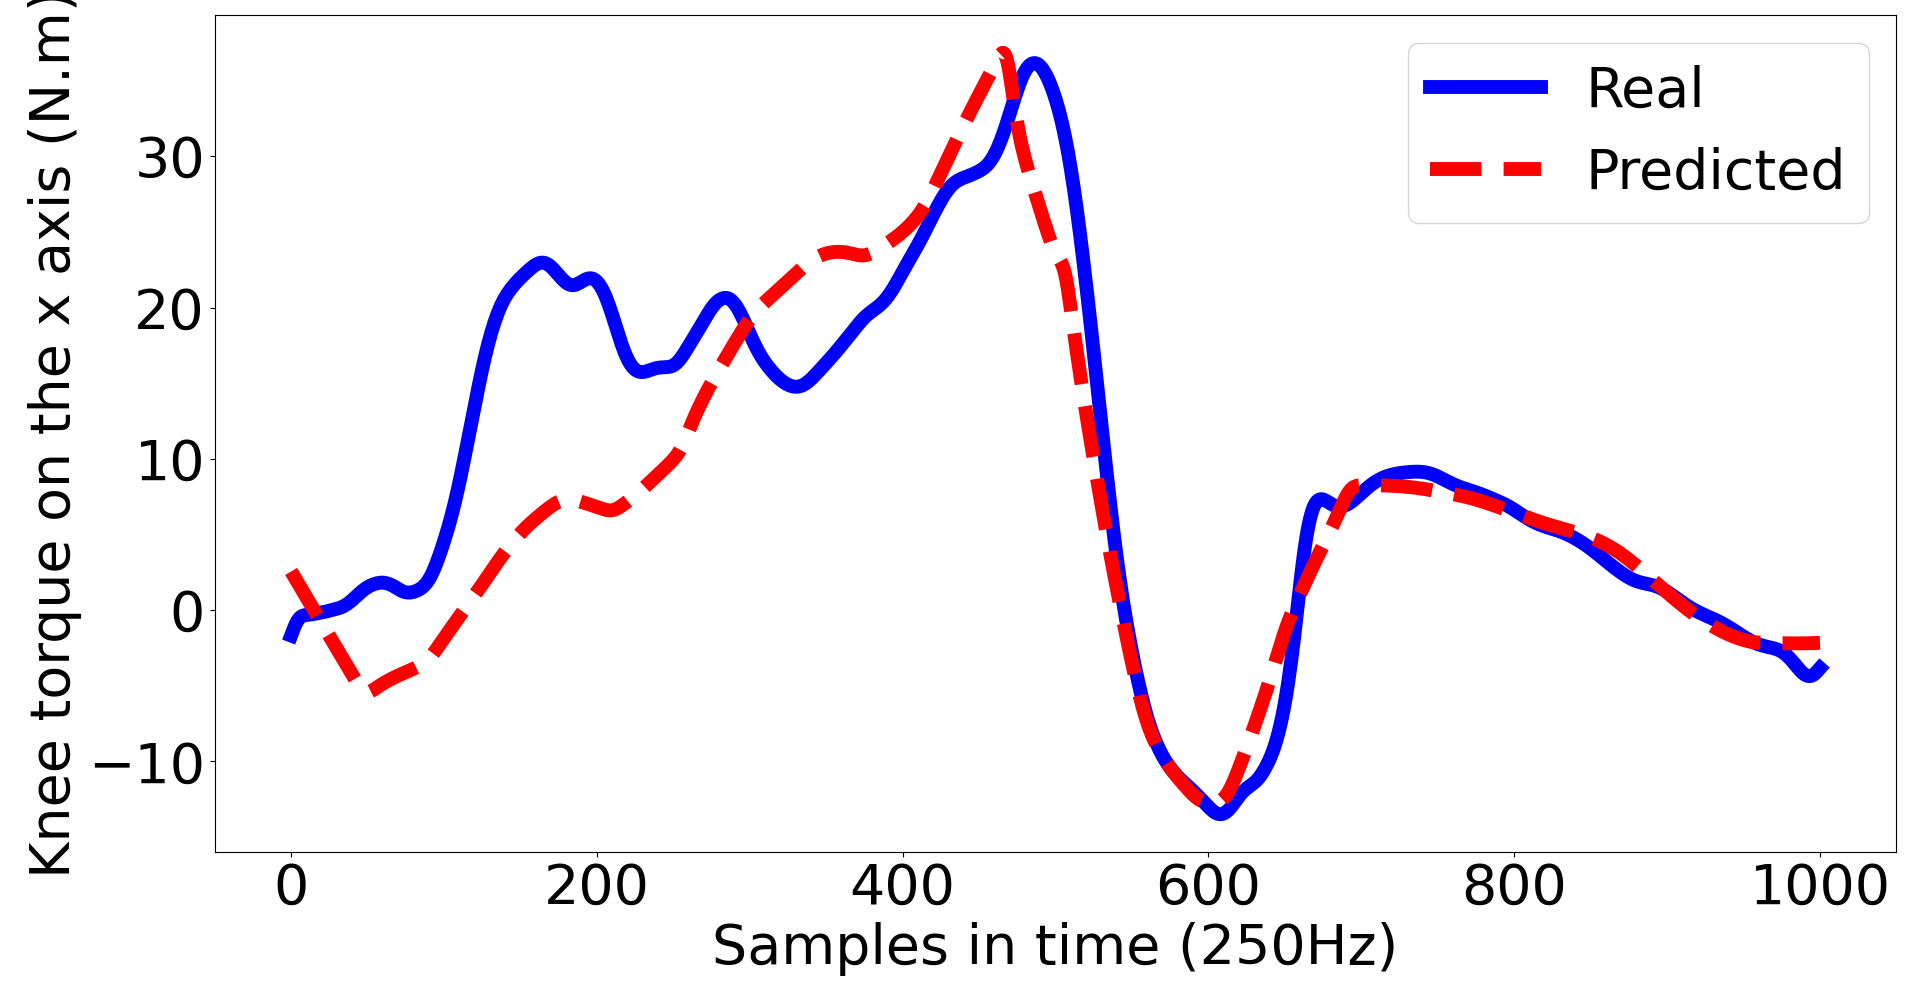 Knee torque on the x axis (N.m)
30
20
10
0
−10
0 200 400 600 800 1000
Samples in time (250Hz)
Real
Predicted